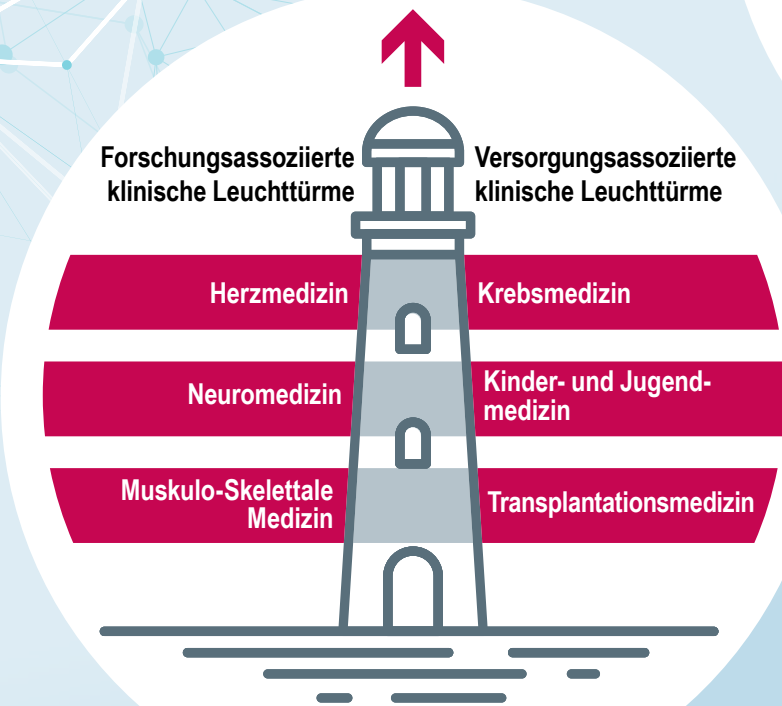 Forschungsassoziierte
klinische Leuchttürme
Versorgungsassoziierte
klinische Leuchttürme
Herzmedizin
Krebsmedizin
Neuromedizin
Kinder- und Jugend-
medizin
Muskulo-Skelettale
Medizin
Transplantationsmedizin